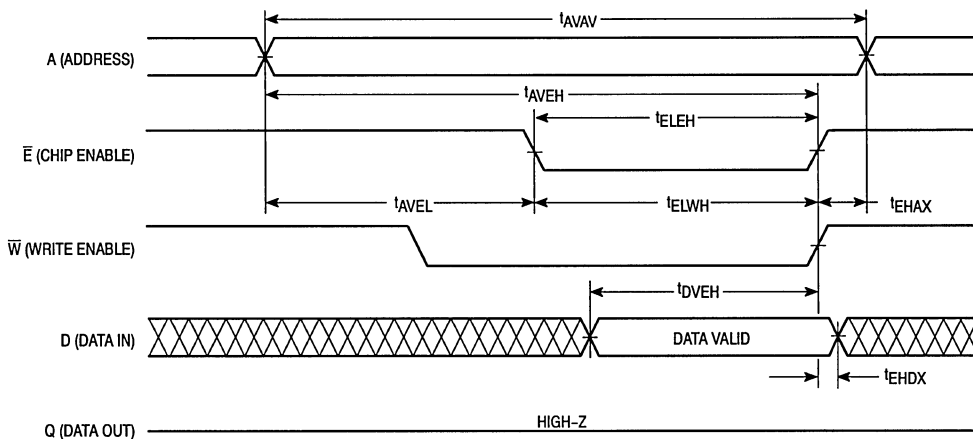 tAVAV
A (ADDRESS)
tAVEH
tELEH
E̅ (CHIP ENABLE)
tAVEL
tELWH
tEHAX
W̅ (WRITE ENABLE)
tDVEH
D (DATA IN)
DATA VALID
tEHDX
HIGH–Z
Q (DATA OUT)